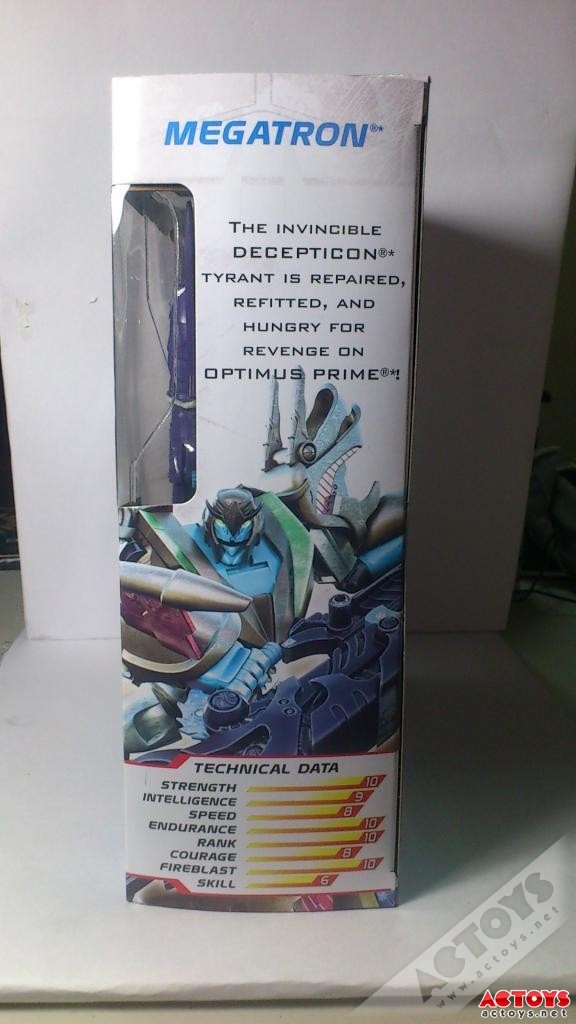 MEGATRON®*
THE INVINCIBLE
DECEPTICON®*
TYRANT IS REPAIRED,
REFITTED, AND
HUNGRY FOR
REVENGE ON
OPTIMUS PRIME®*!
TECHNICAL DATA
STRENGTH 10
INTELLIGENCE 9
SPEED 8
ENDURANCE 10
RANK 10
COURAGE 8
FIREBLAST 10
SKILL 6
ACTOYS
www.actoys.net
ACTOYS
actoys.net